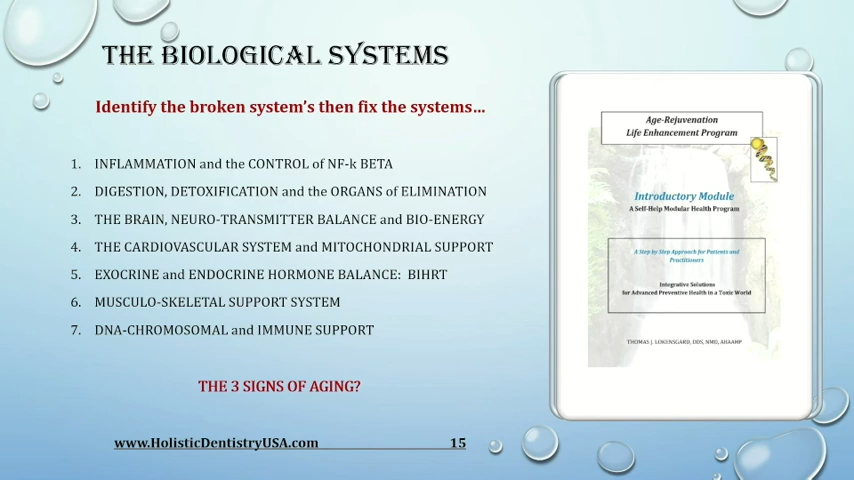 THE BIOLOGICAL SYSTEMS
Identify the broken system's then fix the systems...
1. INFLAMMATION and the CONTROL of NF-k BETA
2. DIGESTION, DETOXIFICATION and the ORGANS of ELIMINATION
3. THE BRAIN, NEURO-TRANSMITTER BALANCE and BIO-ENERGY
4. THE CARDIOVASCULAR SYSTEM and MITOCHONDRIAL SUPPORT
5. EXOCRINE and ENDOCRINE HORMONE BALANCE: BIHRT
6. MUSCULO-SKELETAL SUPPORT SYSTEM
7. DNA-CHROMOSOMAL and IMMUNE SUPPORT
THE 3 SIGNS OF AGING?
www.HolisticDentistryUSA.com 15
Age-Rejuvenation
Life Enhancement Program
Introductory Module
A Self-Help Modular Health Program
A Step by Step Approach for Patients and
Practitioners
Integrative Solutions
for Advanced Preventive Health in a Toxic World
THOMAS J. LOKENSGARD, DDS, NMD, AHAAMP